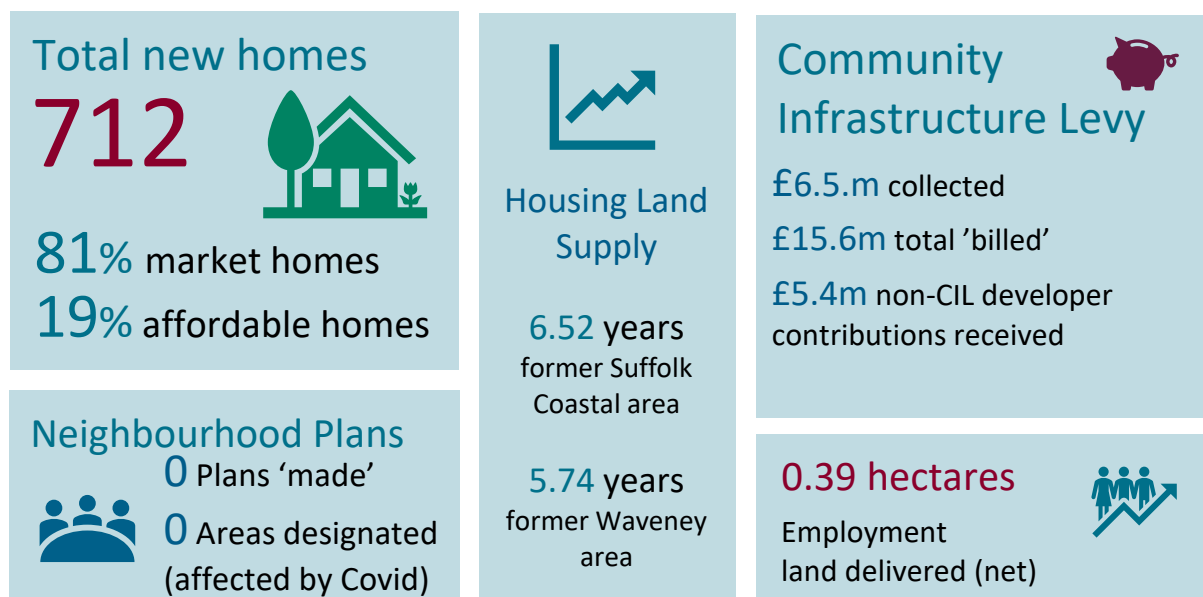 Total new homes
712
81% market homes
19% affordable homes
Neighbourhood Plans
0 Plans ‘made’
0 Areas designated
(affected by Covid)
Housing Land
Supply
6.52 years
former Suffolk
Coastal area
5.74 years
former Waveney
area
Community
Infrastructure Levy
£6.5.m collected
£15.6m total ’billed’
£5.4m non-CIL developer
contributions received
0.39 hectares
Employment
land delivered (net)